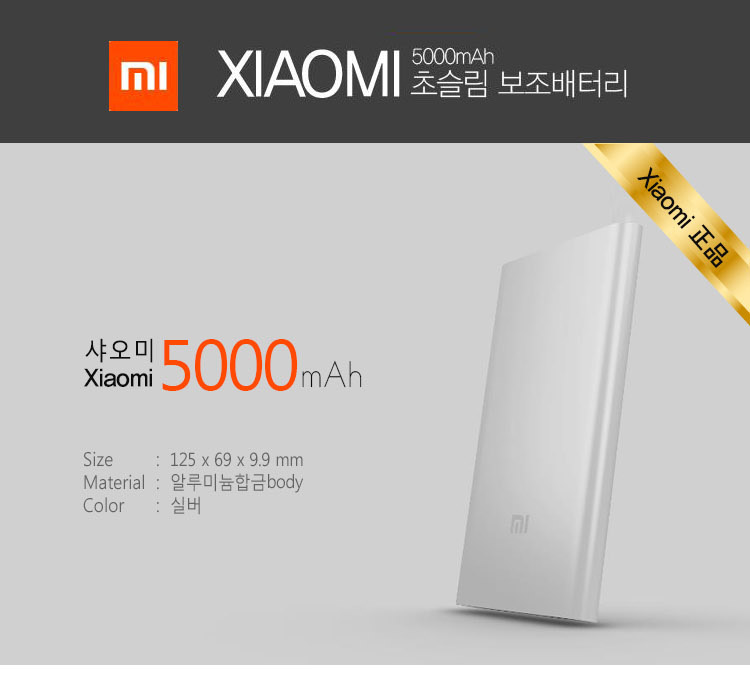 mi
XIAOMI
5000mAh
초슬림 보조배터리
Xiaomi 正品
샤오미
Xiaomi
5000mAh
Size : 125 x 69 x 9.9 mm
Material : 알루미늄합금body
Color : 실버
mi